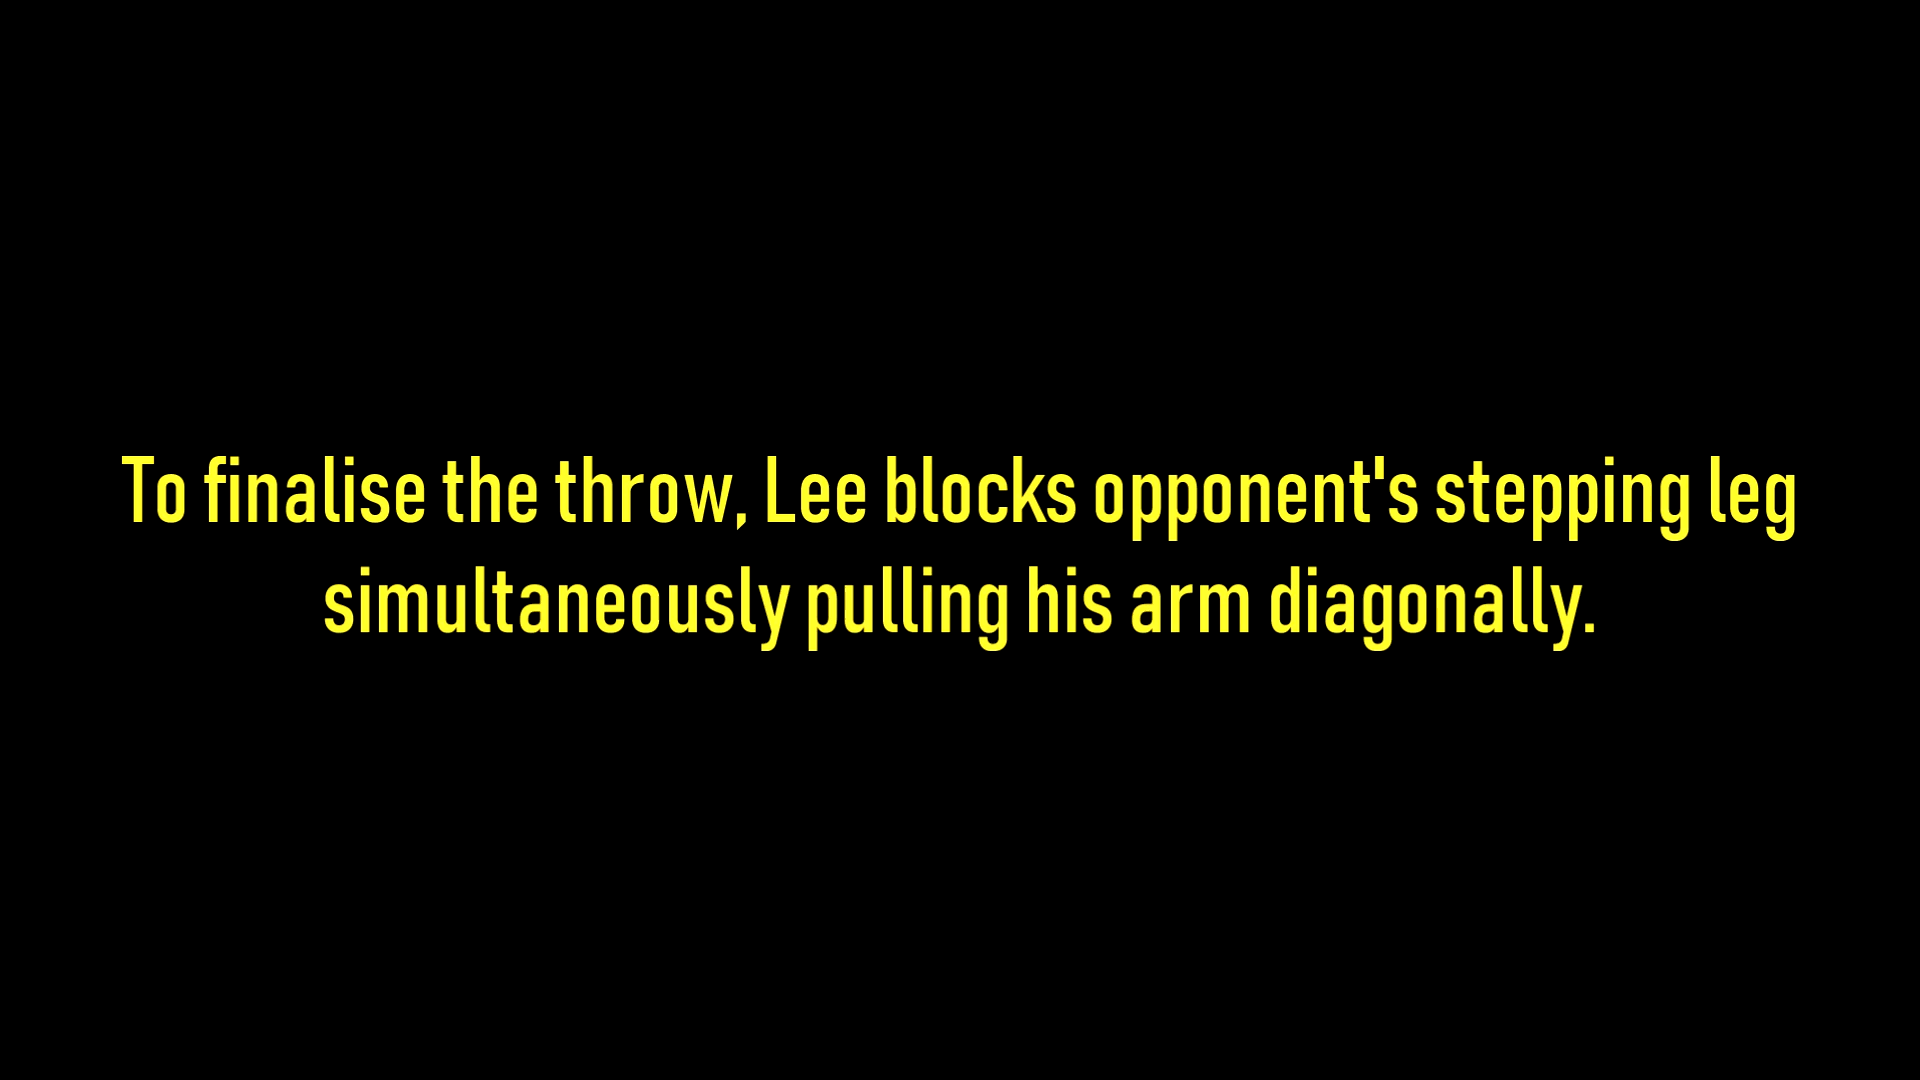 To finalise the throw, Lee blocks opponent's stepping leg
simultaneously pulling his arm diagonally.